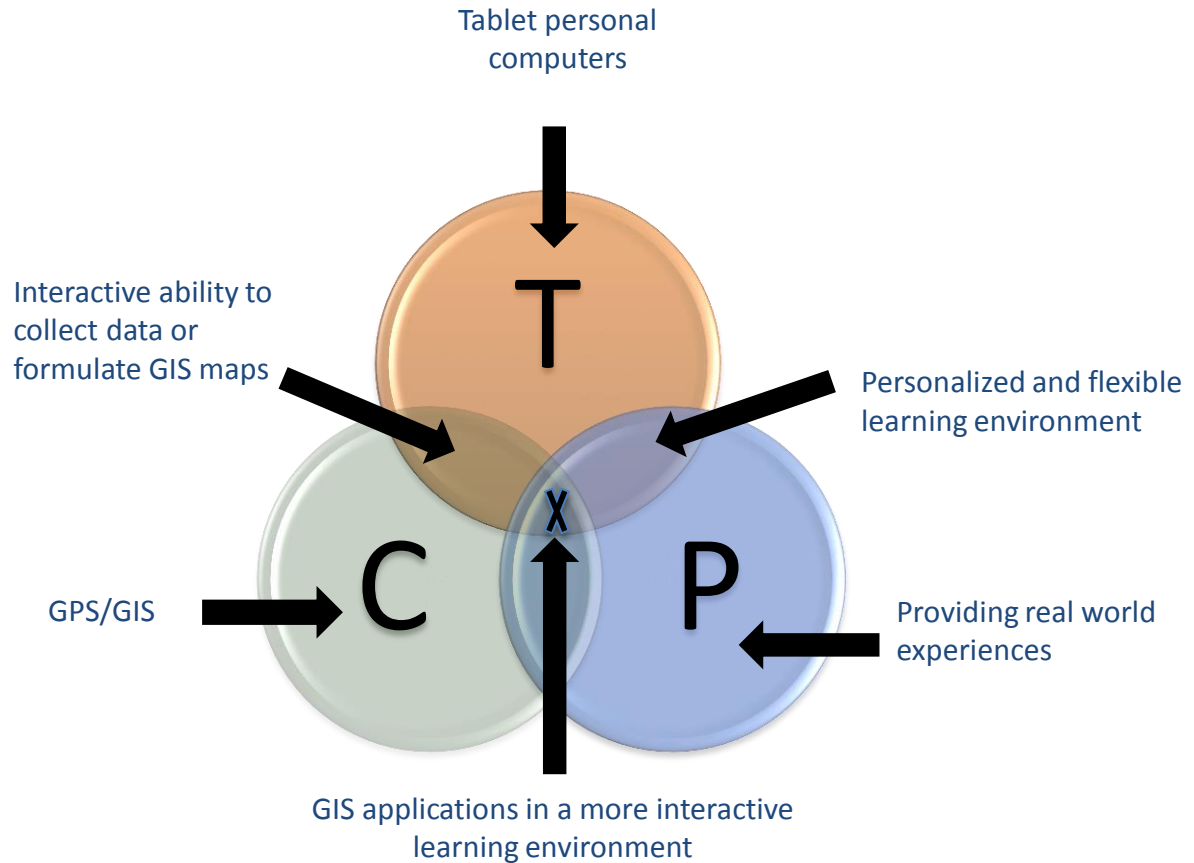 Tablet personal
computers
T
Interactive ability to
collect data or
formulate GIS maps
Personalized and flexible
learning environment
X
C
P
GPS/GIS
Providing real world
experiences
GIS applications in a more interactive
learning environment